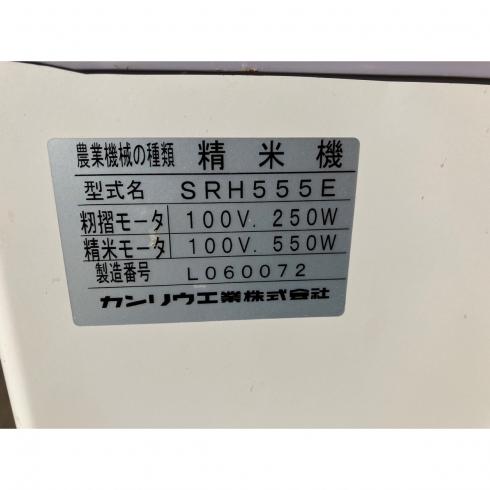 農業機械の種類 精米機
型式名 SRH555E
籾摺モータ 100V. 250W
精米モータ 100V. 550W
製造番号 L060072
カンリウ工業株式会社